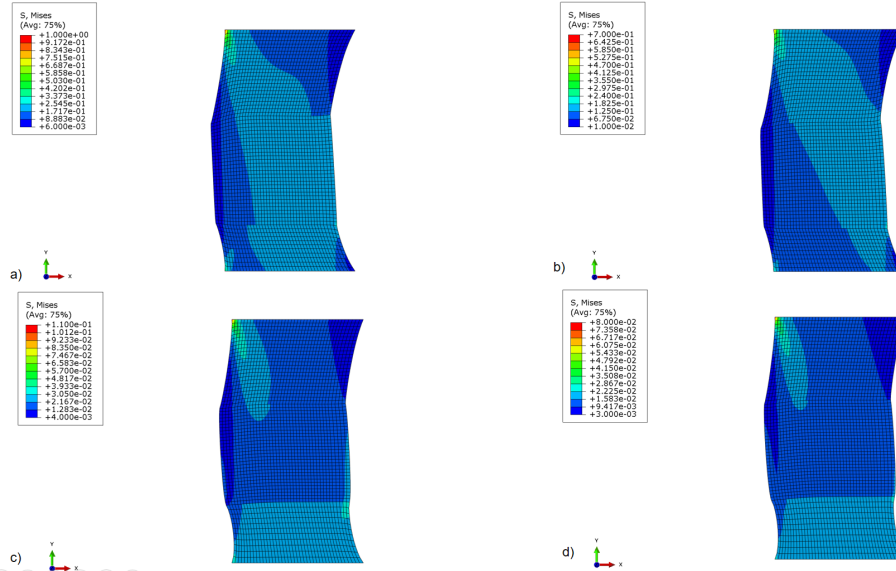 S, Mises
(Avg: 75%)
+1.000e+00
+9.172e-01
+8.343e-01
+7.515e-01
+6.687e-01
+5.858e-01
+5.030e-01
+4.202e-01
+3.373e-01
+2.545e-01
+1.717e-01
+8.883e-02
+6.000e-03
Y
X
a)
S, Mises
(Avg: 75%)
+7.000e-01
+6.425e-01
+5.850e-01
+5.275e-01
+4.700e-01
+4.125e-01
+3.550e-01
+2.975e-01
+2.400e-01
+1.825e-01
+1.250e-01
+6.750e-02
+1.000e-02
Y
X
b)
S, Mises
(Avg: 75%)
+1.100e-01
+1.012e-01
+9.233e-02
+8.350e-02
+7.467e-02
+6.583e-02
+5.700e-02
+4.817e-02
+3.933e-02
+3.050e-02
+2.167e-02
+1.283e-02
+4.000e-03
Y
X
c)
S, Mises
(Avg: 75%)
+8.000e-02
+7.358e-02
+6.717e-02
+6.075e-02
+5.433e-02
+4.792e-02
+4.150e-02
+3.508e-02
+2.867e-02
+2.225e-02
+1.583e-02
+9.417e-03
+3.000e-03
Y
X
d)